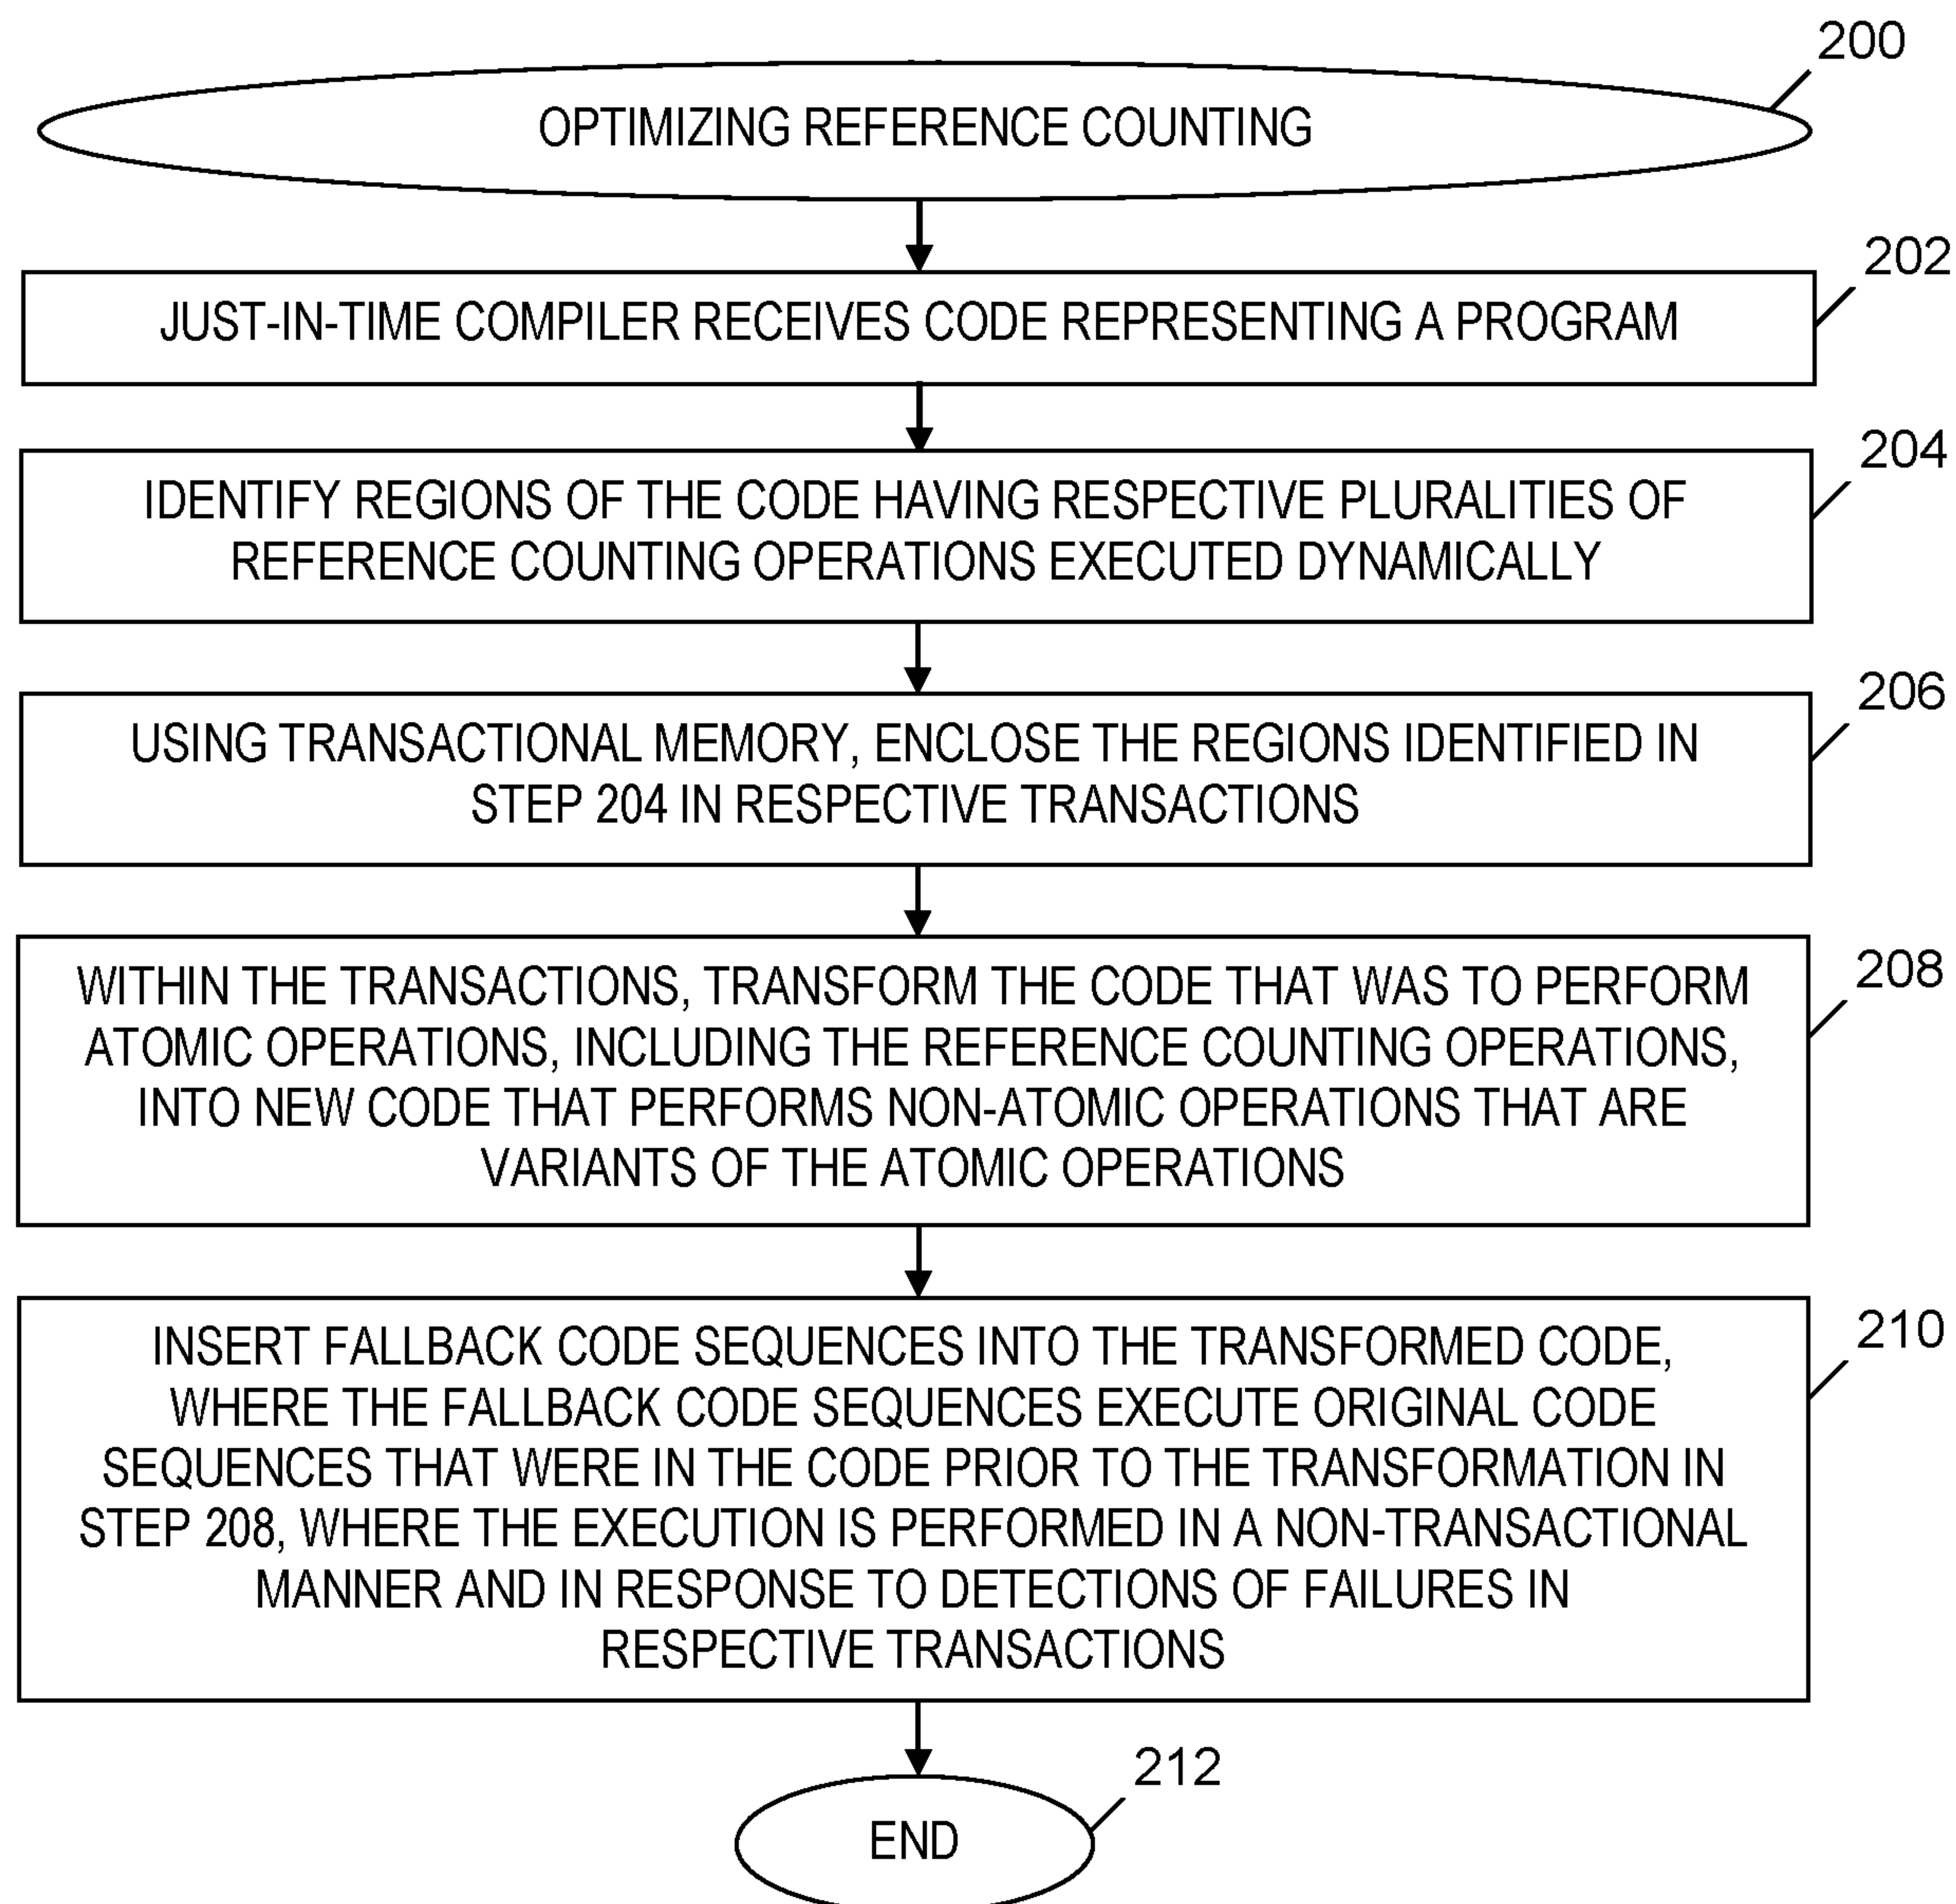 200
OPTIMIZING REFERENCE COUNTING
202
JUST-IN-TIME COMPILER RECEIVES CODE REPRESENTING A PROGRAM
204
IDENTIFY REGIONS OF THE CODE HAVING RESPECTIVE PLURALITIES OF
REFERENCE COUNTING OPERATIONS EXECUTED DYNAMICALLY
206
USING TRANSACTIONAL MEMORY, ENCLOSE THE REGIONS IDENTIFIED IN
STEP 204 IN RESPECTIVE TRANSACTIONS
208
WITHIN THE TRANSACTIONS, TRANSFORM THE CODE THAT WAS TO PERFORM
ATOMIC OPERATIONS, INCLUDING THE REFERENCE COUNTING OPERATIONS,
INTO NEW CODE THAT PERFORMS NON-ATOMIC OPERATIONS THAT ARE
VARIANTS OF THE ATOMIC OPERATIONS
210
INSERT FALLBACK CODE SEQUENCES INTO THE TRANSFORMED CODE,
WHERE THE FALLBACK CODE SEQUENCES EXECUTE ORIGINAL CODE
SEQUENCES THAT WERE IN THE CODE PRIOR TO THE TRANSFORMATION IN
STEP 208, WHERE THE EXECUTION IS PERFORMED IN A NON-TRANSACTIONAL
MANNER AND IN RESPONSE TO DETECTIONS OF FAILURES IN
RESPECTIVE TRANSACTIONS
212
END